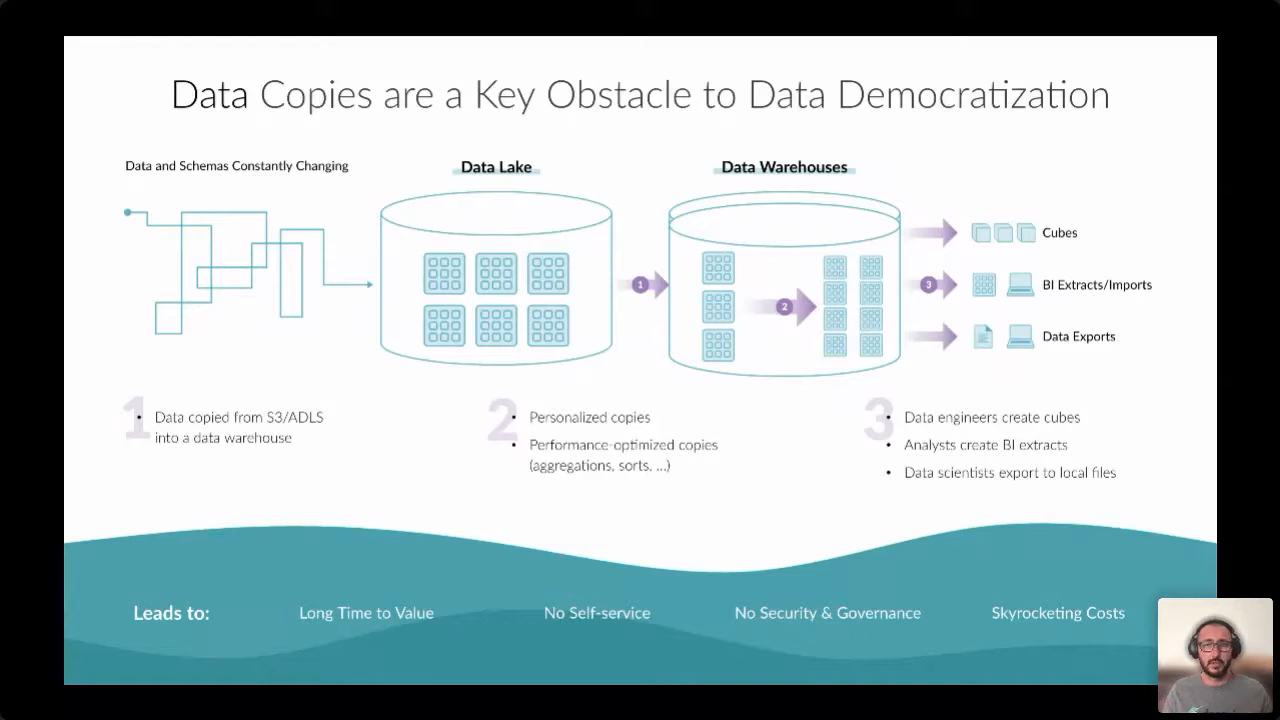 Data Copies are a Key Obstacle to Data Democratization
Data and Schemas Constantly Changing
Data Lake
Data Warehouses
1
2
3
Cubes
BI Extracts/Imports
Data Exports
1
• Data copied from S3/ADLS
into a data warehouse
2
• Personalized copies
• Performance-optimized copies
(aggregations, sorts, ...)
3
• Data engineers create cubes
• Analysts create BI extracts
• Data scientists export to local files
Leads to:
Long Time to Value
No Self-service
No Security & Governance
Skyrocketing Costs